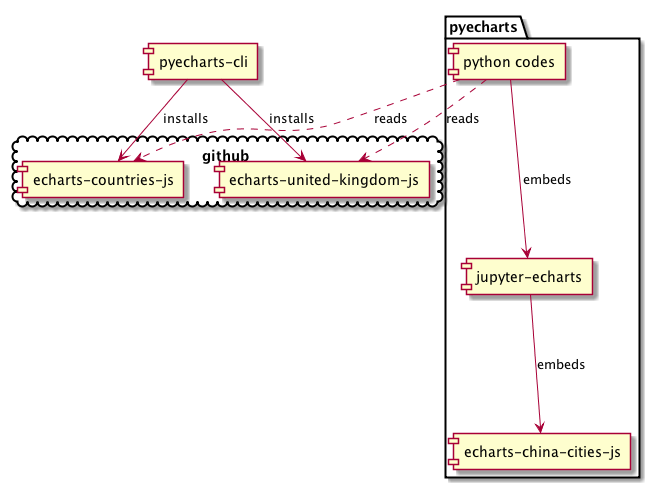 pyecharts
pyecharts-cli
python codes
installs
installs
reads
reads
github
echarts-countries-js
echarts-united-kingdom-js
embeds
jupyter-echarts
embeds
echarts-china-cities-js